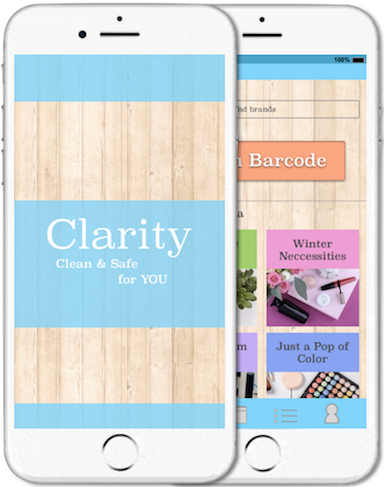 Clarity
Clean & Safe
for YOU
100%
brands
Barcode
Winter
Neccessities
Just a Pop of
Color